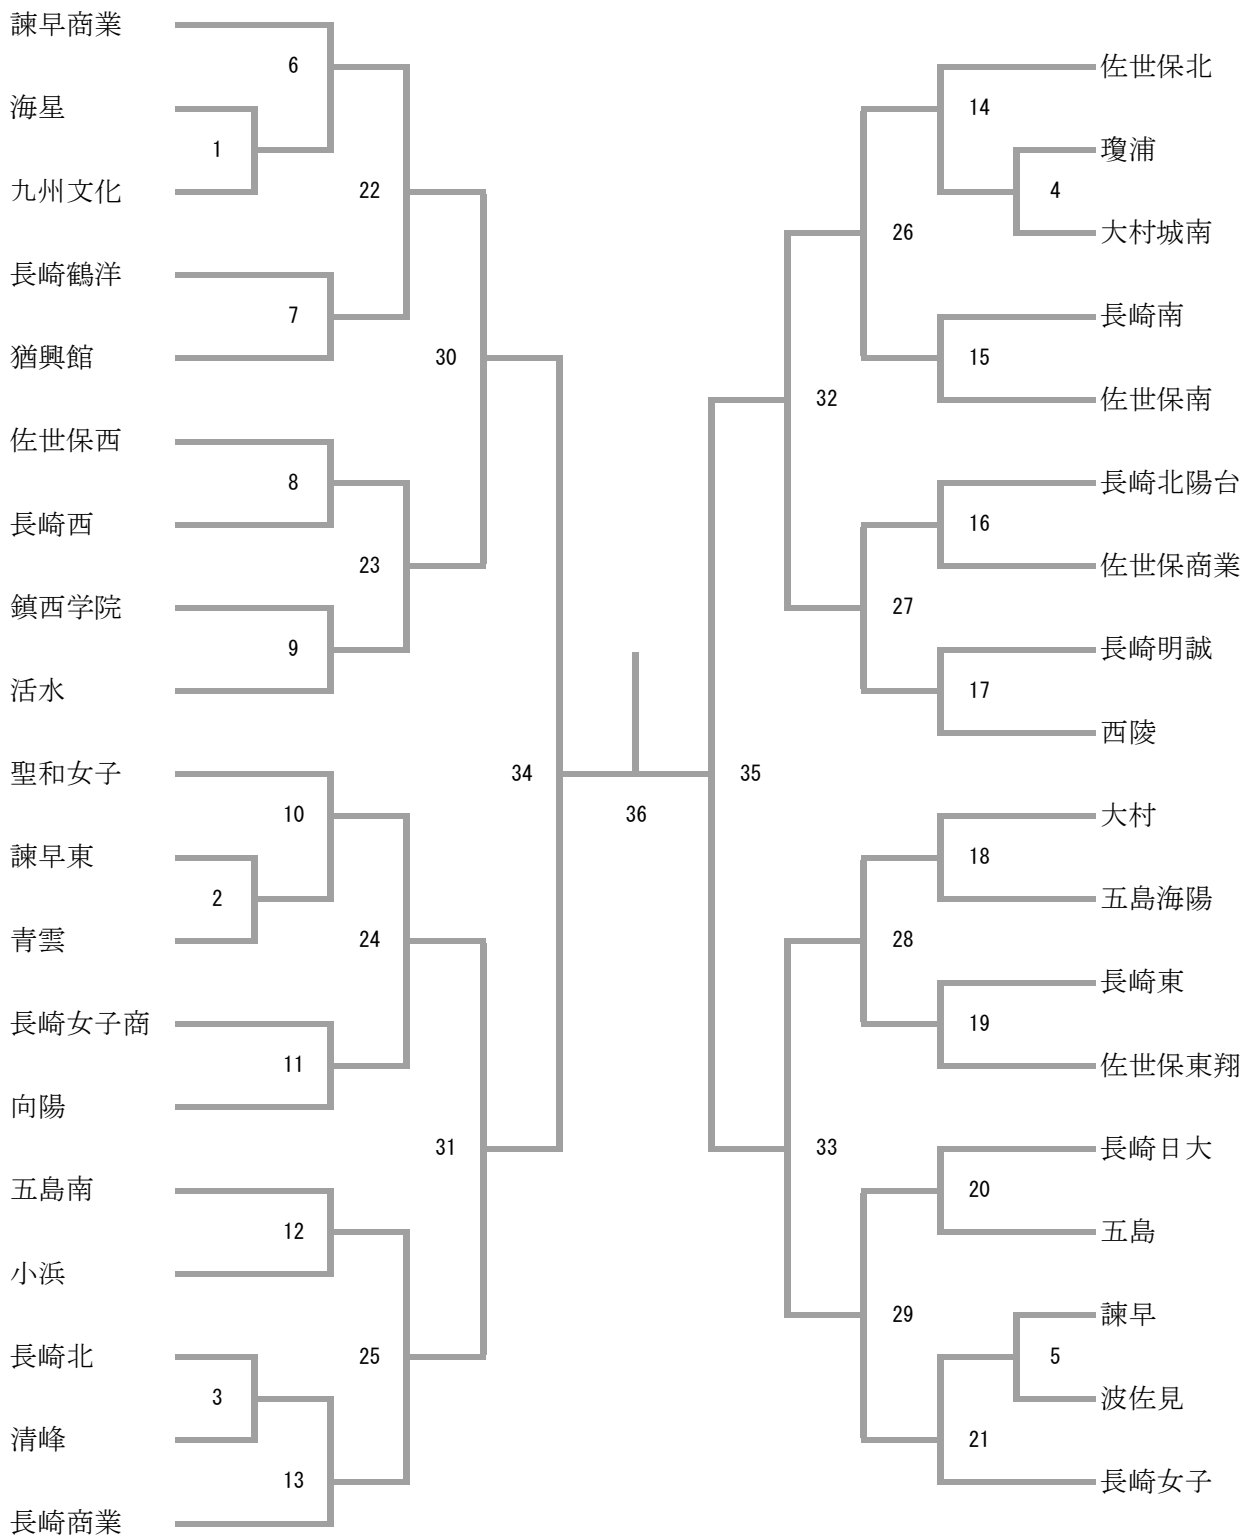 諫早商業
6
海星
1
九州文化
22
長崎鶴洋
7
猶興館
30
佐世保西
8
長崎西
23
鎮西学院
9
活水
34
聖和女子
10
諫早東
2
青雲
24
長崎女子商
11
向陽
31
五島南
12
小浜
長崎北
25
3
清峰
13
長崎商業
36
佐世保北
14
瓊浦
4
大村城南
26
長崎南
15
佐世保南
32
長崎北陽台
16
佐世保商業
27
長崎明誠
17
西陵
35
大村
18
五島海陽
28
長崎東
19
佐世保東翔
33
長崎日大
20
五島
29
諫早
5
波佐見
21
長崎女子